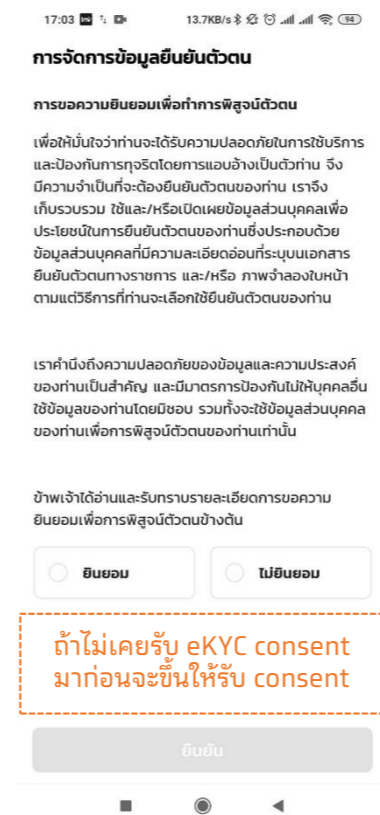 17:03 13.7KB/s 94
การจัดการข้อมูลยืนยันตัวตน
การขอความยินยอมเพื่อทำการพิสูจน์ตัวตน
เพื่อให้มั่นใจว่าท่านจะได้รับความปลอดภัยในการใช้บริการ
และป้องกันการทุจริตโดยการแอบอ้างเป็นตัวท่าน จึง
มีความจำเป็นที่จะต้องยืนยันตัวตนของท่าน เราจึง
เก็บรวบรวม ใช้และ/หรือเปิดเผยข้อมูลส่วนบุคคลเพื่อ
ประโยชน์ในการยืนยันตัวตนของท่านซึ่งประกอบด้วย
ข้อมูลส่วนบุคคลที่มีความละเอียดอ่อนที่ระบุบนเอกสาร
ยืนยันตัวตนทางราชการ และ/หรือ ภาพจำลองใบหน้า
ตามแต่วิธีการที่ท่านจะเลือกใช้ยืนยันตัวตนของท่าน
เราคำนึงถึงความปลอดภัยของข้อมูลและความประสงค์
ของท่านเป็นสำคัญ และมีมาตรการป้องกันไม่ให้บุคคลอื่น
ใช้ข้อมูลของท่านโดยมิชอบ รวมทั้งจะใช้ข้อมูลส่วนบุคคล
ของท่านเพื่อการพิสูจน์ตัวตนของท่านเท่านั้น
ข้าพเจ้าได้อ่านและรับทราบรายละเอียดการขอความ
ยินยอมเพื่อการพิสูจน์ตัวตนข้างต้น
ยินยอม ไม่ยินยอม
ถ้าไม่เคยรับ eKYC consent
มาก่อนจะขึ้นให้รับ consent
ยืนยัน